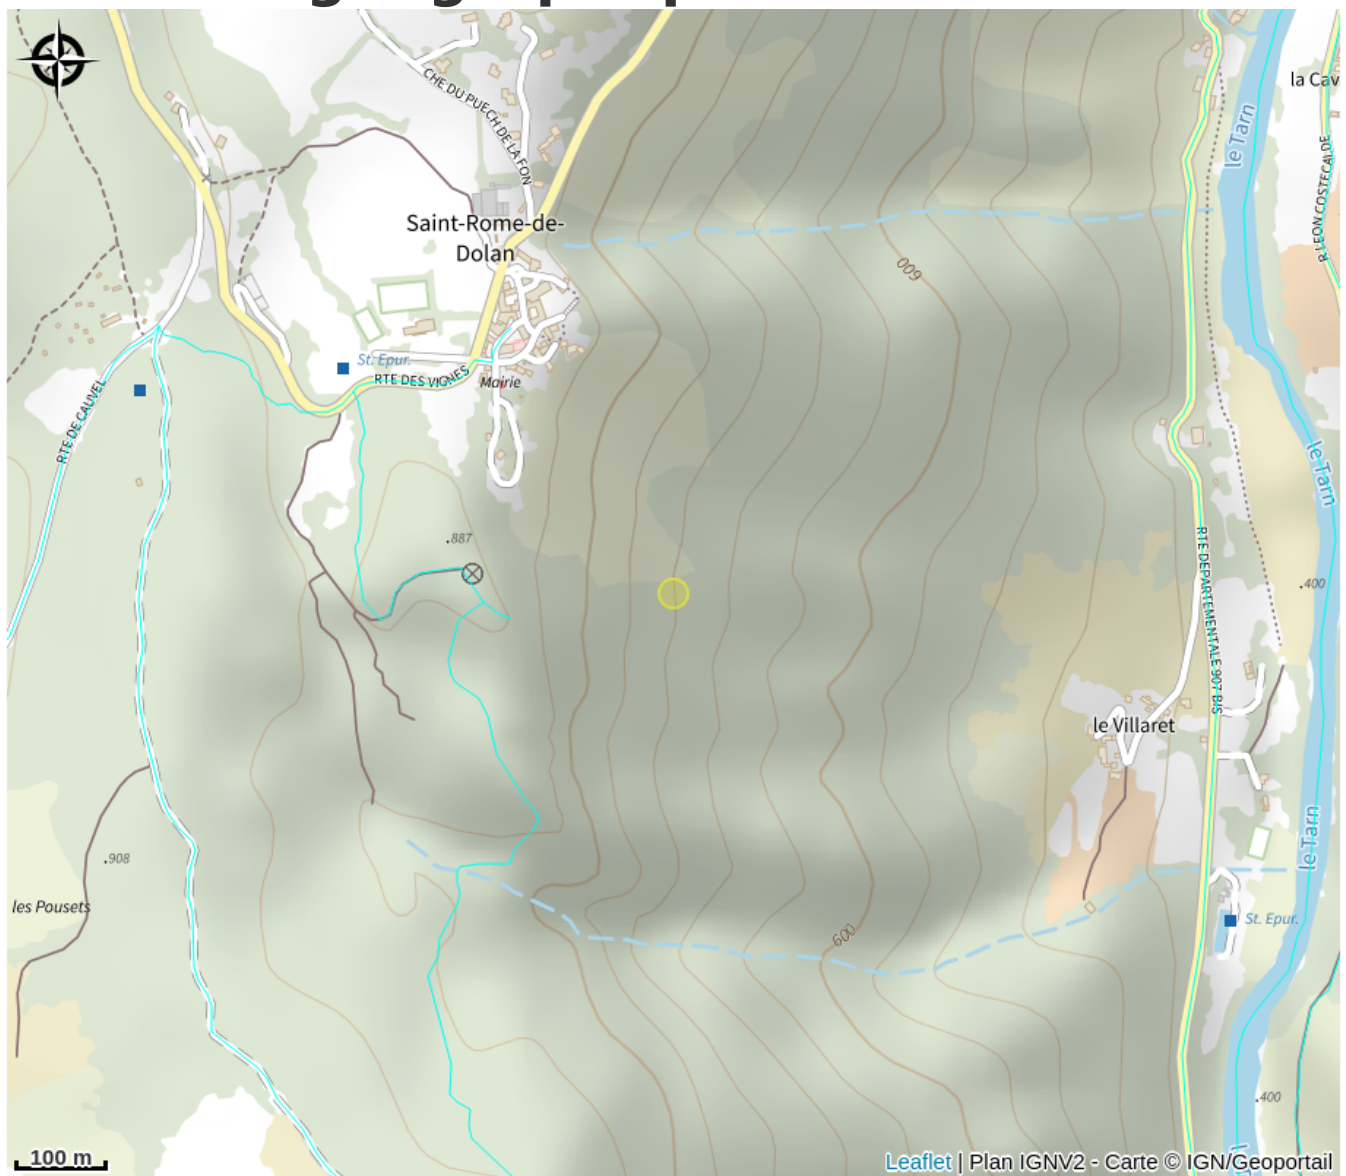 la Cav
CHE DU PUECH DE LA FON
le Tarn
R LEON COSTECALDE
Saint-Rome-de-
Dolan
600
St. Epur.
RTE DES VIGNES
Mairie
RTE DE CAUVEL
le Tarn
.887
RTE DEPARTEMENTALE 907 BIS
.400
le Villaret
le Tarn
.908
les Pousets
St. Epur.
600
.400
100 m
Leaflet | Plan IGNV2 - Carte © IGN/Geoportail